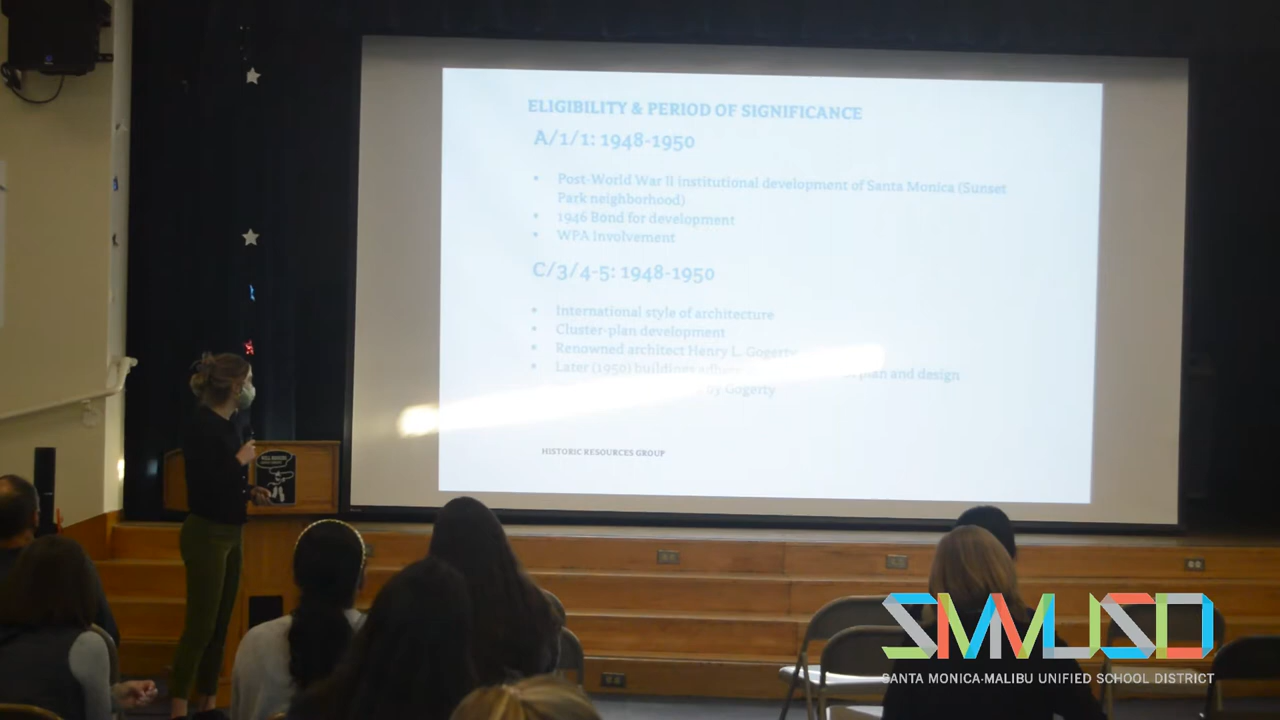 ELIGIBILITY & PERIOD OF SIGNIFICANCE
A/1/1: 1948-1950
• Post-World War II institutional development of Santa Monica (Sunset
Park neighborhood)
• 1946 Bond for development
• WPA Involvement
C/3/4-5: 1948-1950
• International style of architecture
• Cluster-plan development
• Renowned architect Henry L. Gogerty
• Later (1950) buildings plan and design
by Gogerty
HISTORIC RESOURCES GROUP
SMMUSD
SANTA MONICA-MALIBU UNIFIED SCHOOL DISTRICT